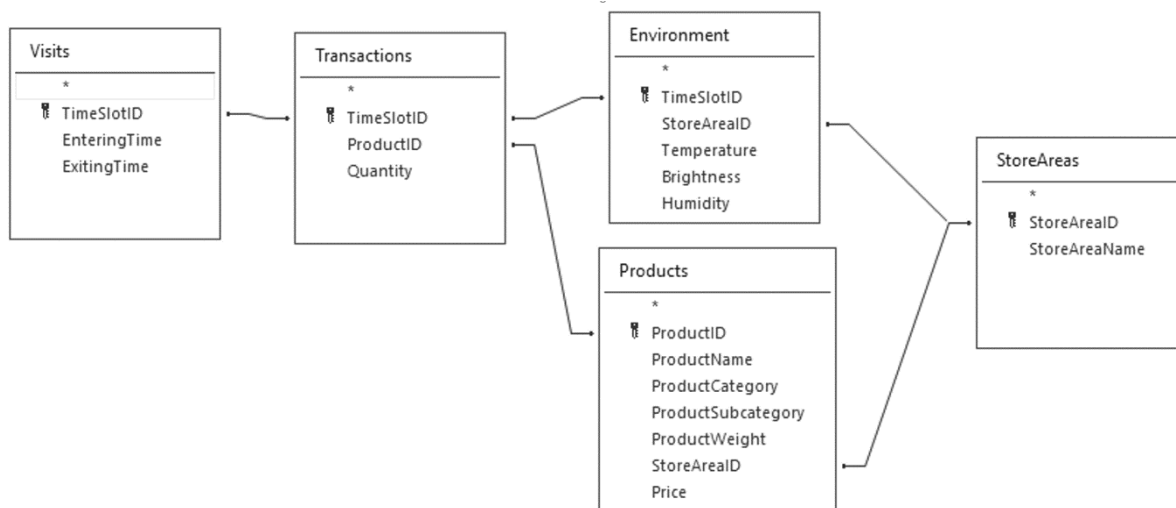 Visits
*
TimeSlotID
EnteringTime
ExitingTime
Transactions
*
TimeSlotID
ProductID
Quantity
Environment
*
TimeSlotID
StoreAreaID
Temperature
Brightness
Humidity
Products
*
ProductID
ProductName
ProductCategory
ProductSubcategory
ProductWeight
StoreAreaID
Price
StoreAreas
*
StoreAreaID
StoreAreaName